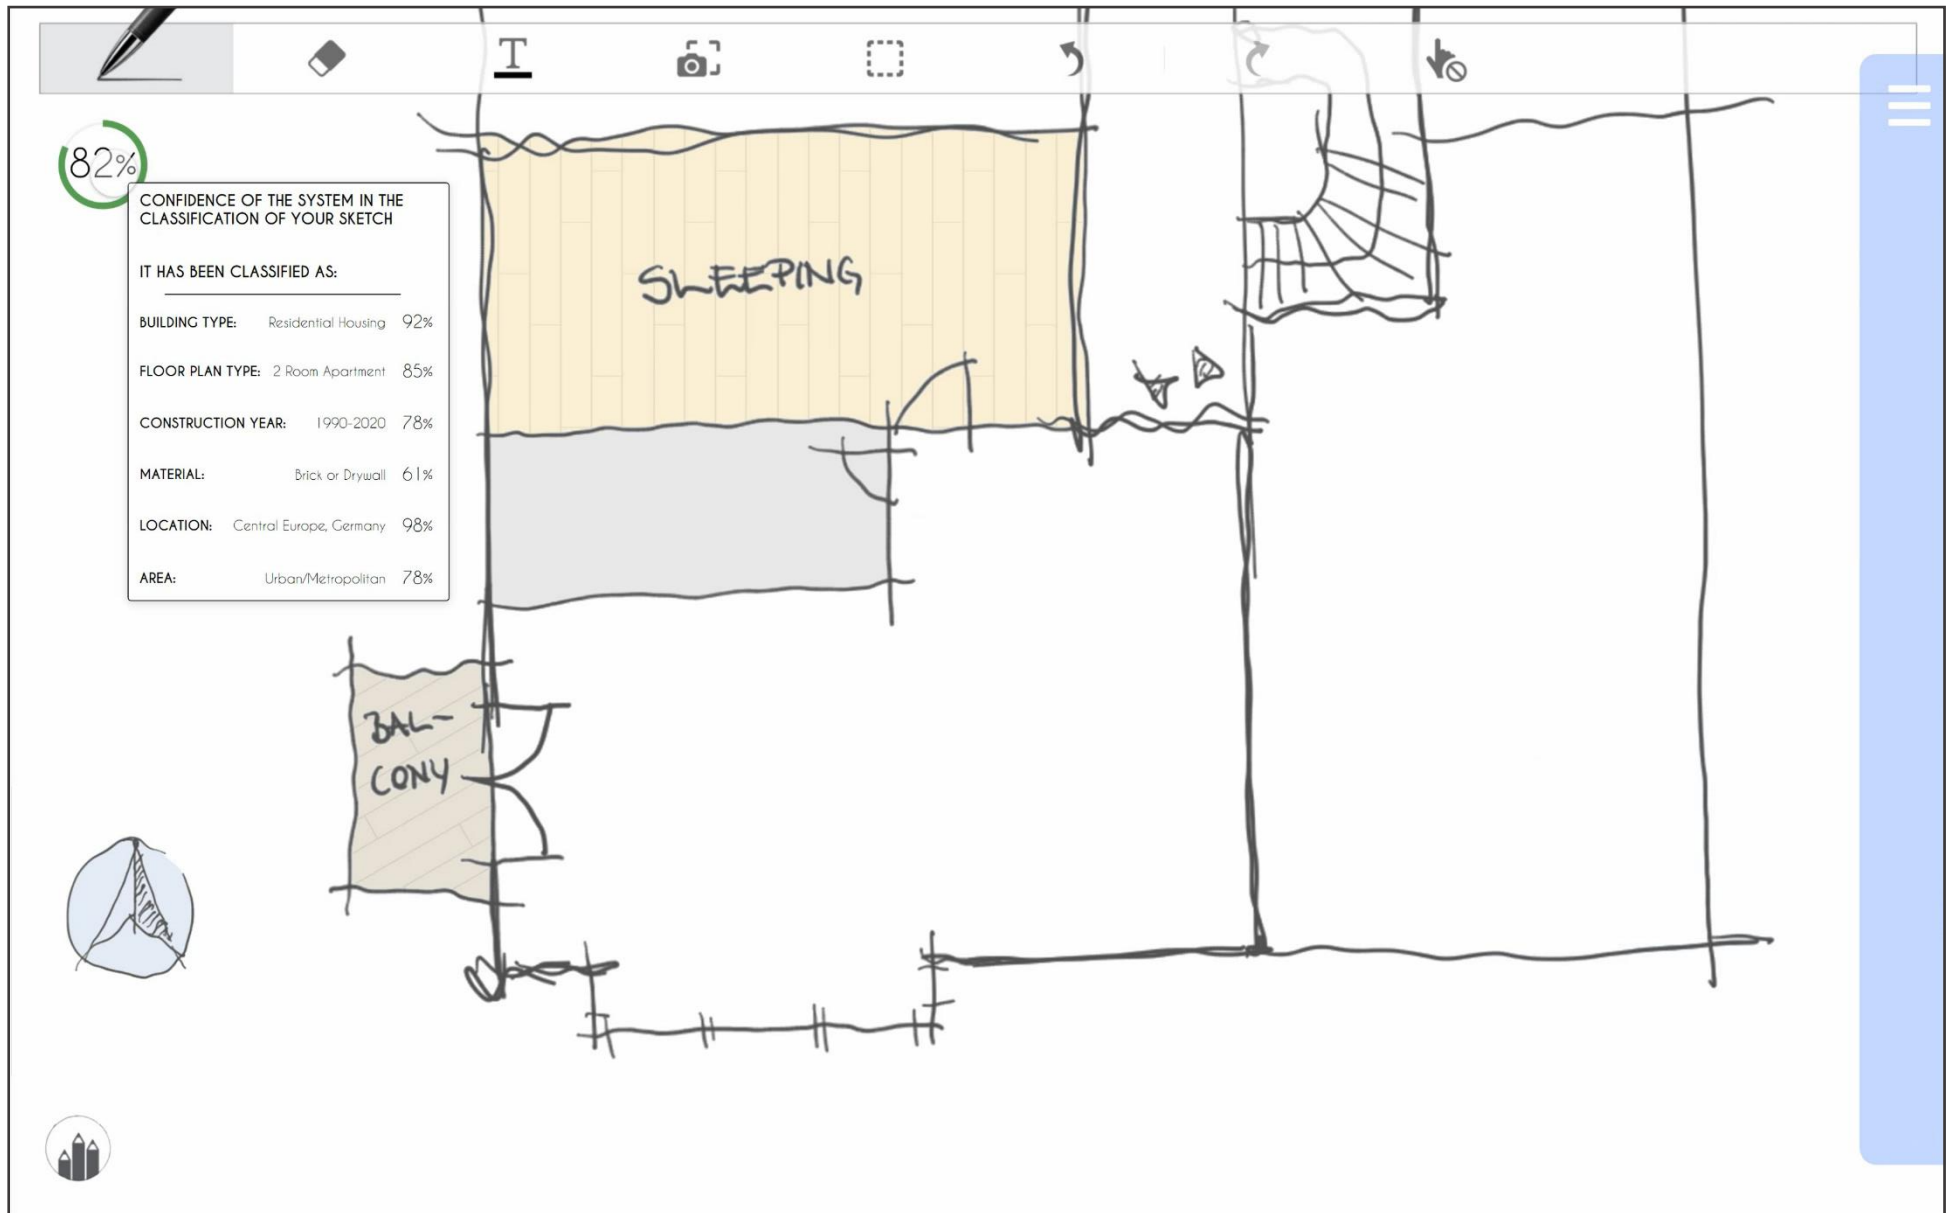 T
82%
CONFIDENCE OF THE SYSTEM IN THE
CLASSIFICATION OF YOUR SKETCH
IT HAS BEEN CLASSIFIED AS:
BUILDING TYPE: Residential Housing 92%
FLOOR PLAN TYPE: 2 Room Apartment 85%
CONSTRUCTION YEAR: 1990-2020 78%
MATERIAL: Brick or Drywall 61%
LOCATION: Central Europe, Germany 98%
AREA: Urban/Metropolitan 78%
SLEEPING
BAL-
CONY